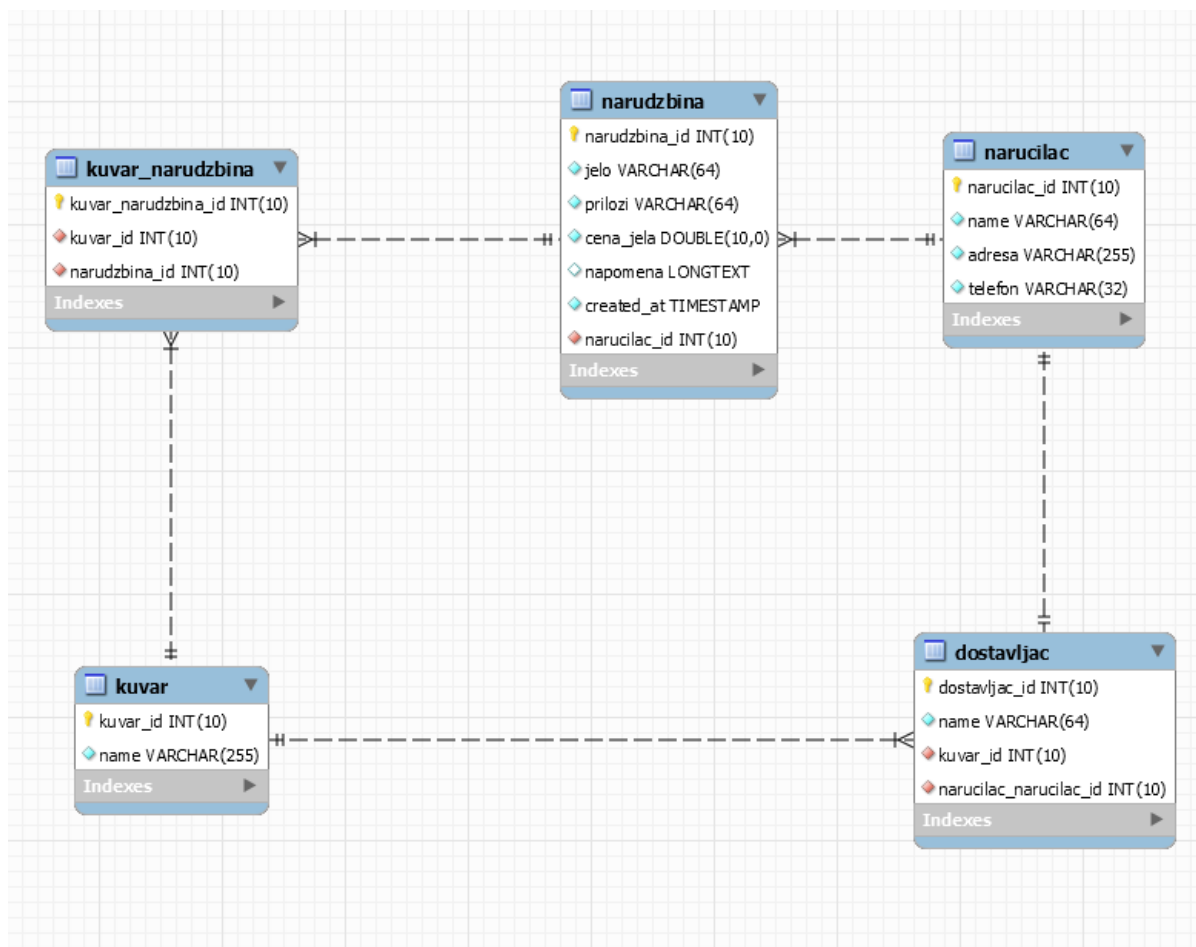 kuvar_narudzbina
kuvar_narudzbina_id INT(10)
kuvar_id INT(10)
narudzbina_id INT(10)
Indexes
narudzbina
narudzbina_id INT(10)
jelo VARCHAR(64)
prilozi VARCHAR(64)
cena_jela DOUBLE(10,0)
napomena LONGTEXT
created_at TIMESTAMP
narucilac_id INT(10)
Indexes
narucilac
narucilac_id INT(10)
name VARCHAR(64)
adresa VARCHAR(255)
telefon VARCHAR(32)
Indexes
kuvar
kuvar_id INT(10)
name VARCHAR(255)
Indexes
dostavljac
dostavljac_id INT(10)
name VARCHAR(64)
kuvar_id INT(10)
narucilac_narucilac_id INT(10)
Indexes